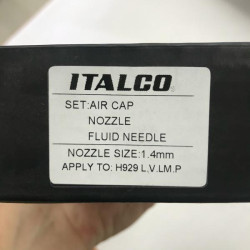 ITALCO
SET:AIR CAP
NOZZLE
FLUID NEEDLE
NOZZLE SIZE:1.4mm
APPLY TO: H929 L,V.LM.P